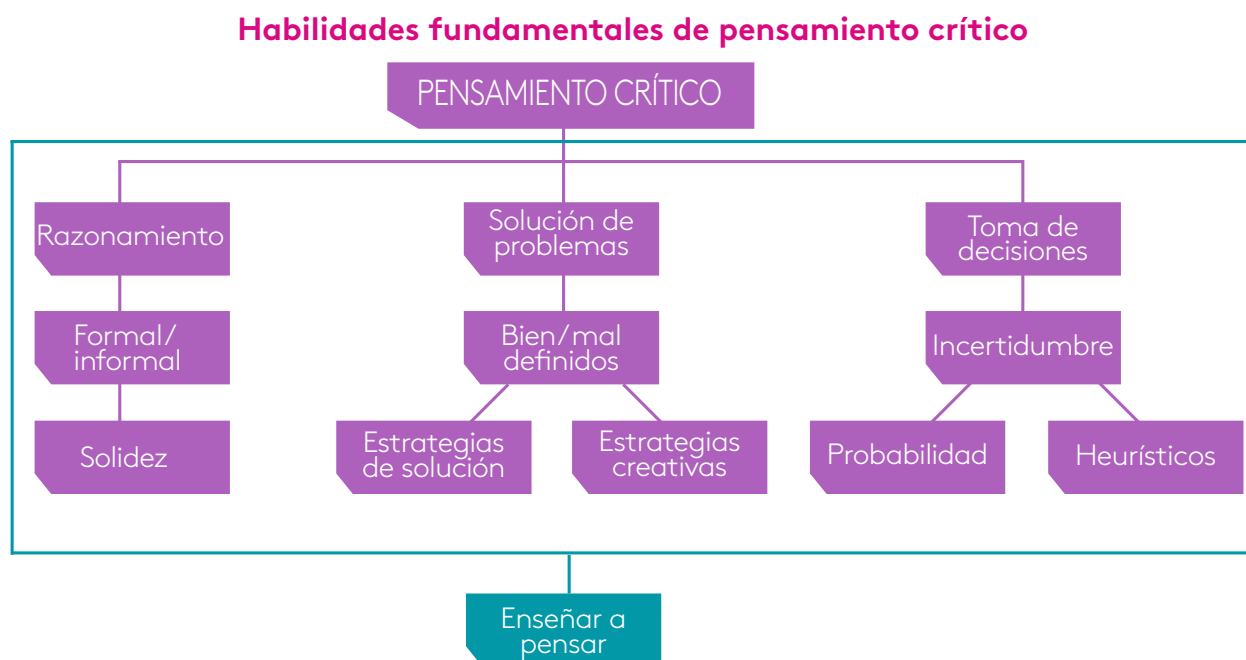 Habilidades fundamentales de pensamiento crítico
PENSAMIENTO CRÍTICO
Razonamiento
Solución de
problemas
Toma de
decisiones
Formal/
informal
Bien/mal
definidos
Incertidumbre
Solidez
Estrategias
de solución
Estrategias
creativas
Probabilidad
Heurísticos
Enseñar a
pensar